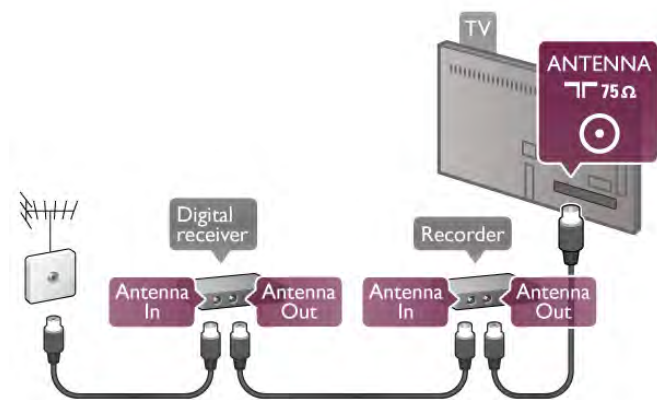 TV
ANTENNA
75 Ω
Digital
receiver
Recorder
Antenna
In
Antenna
Out
Antenna
In
Antenna
Out